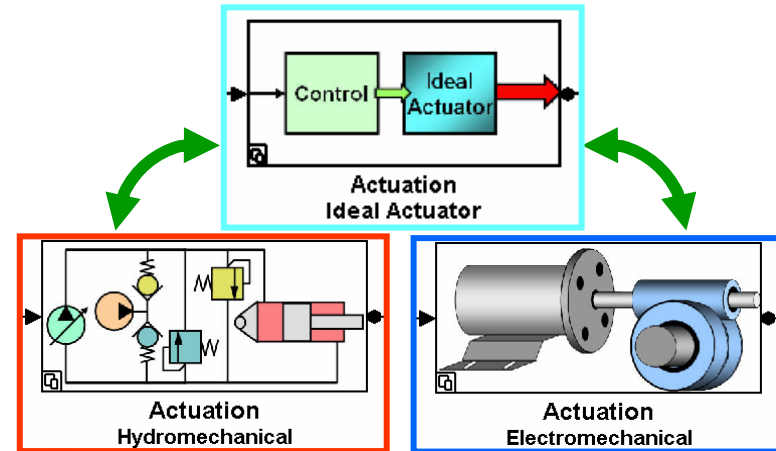 Control
Ideal
Actuator
Actuation
Ideal Actuator
Actuation
Hydromechanical
Actuation
Electromechanical